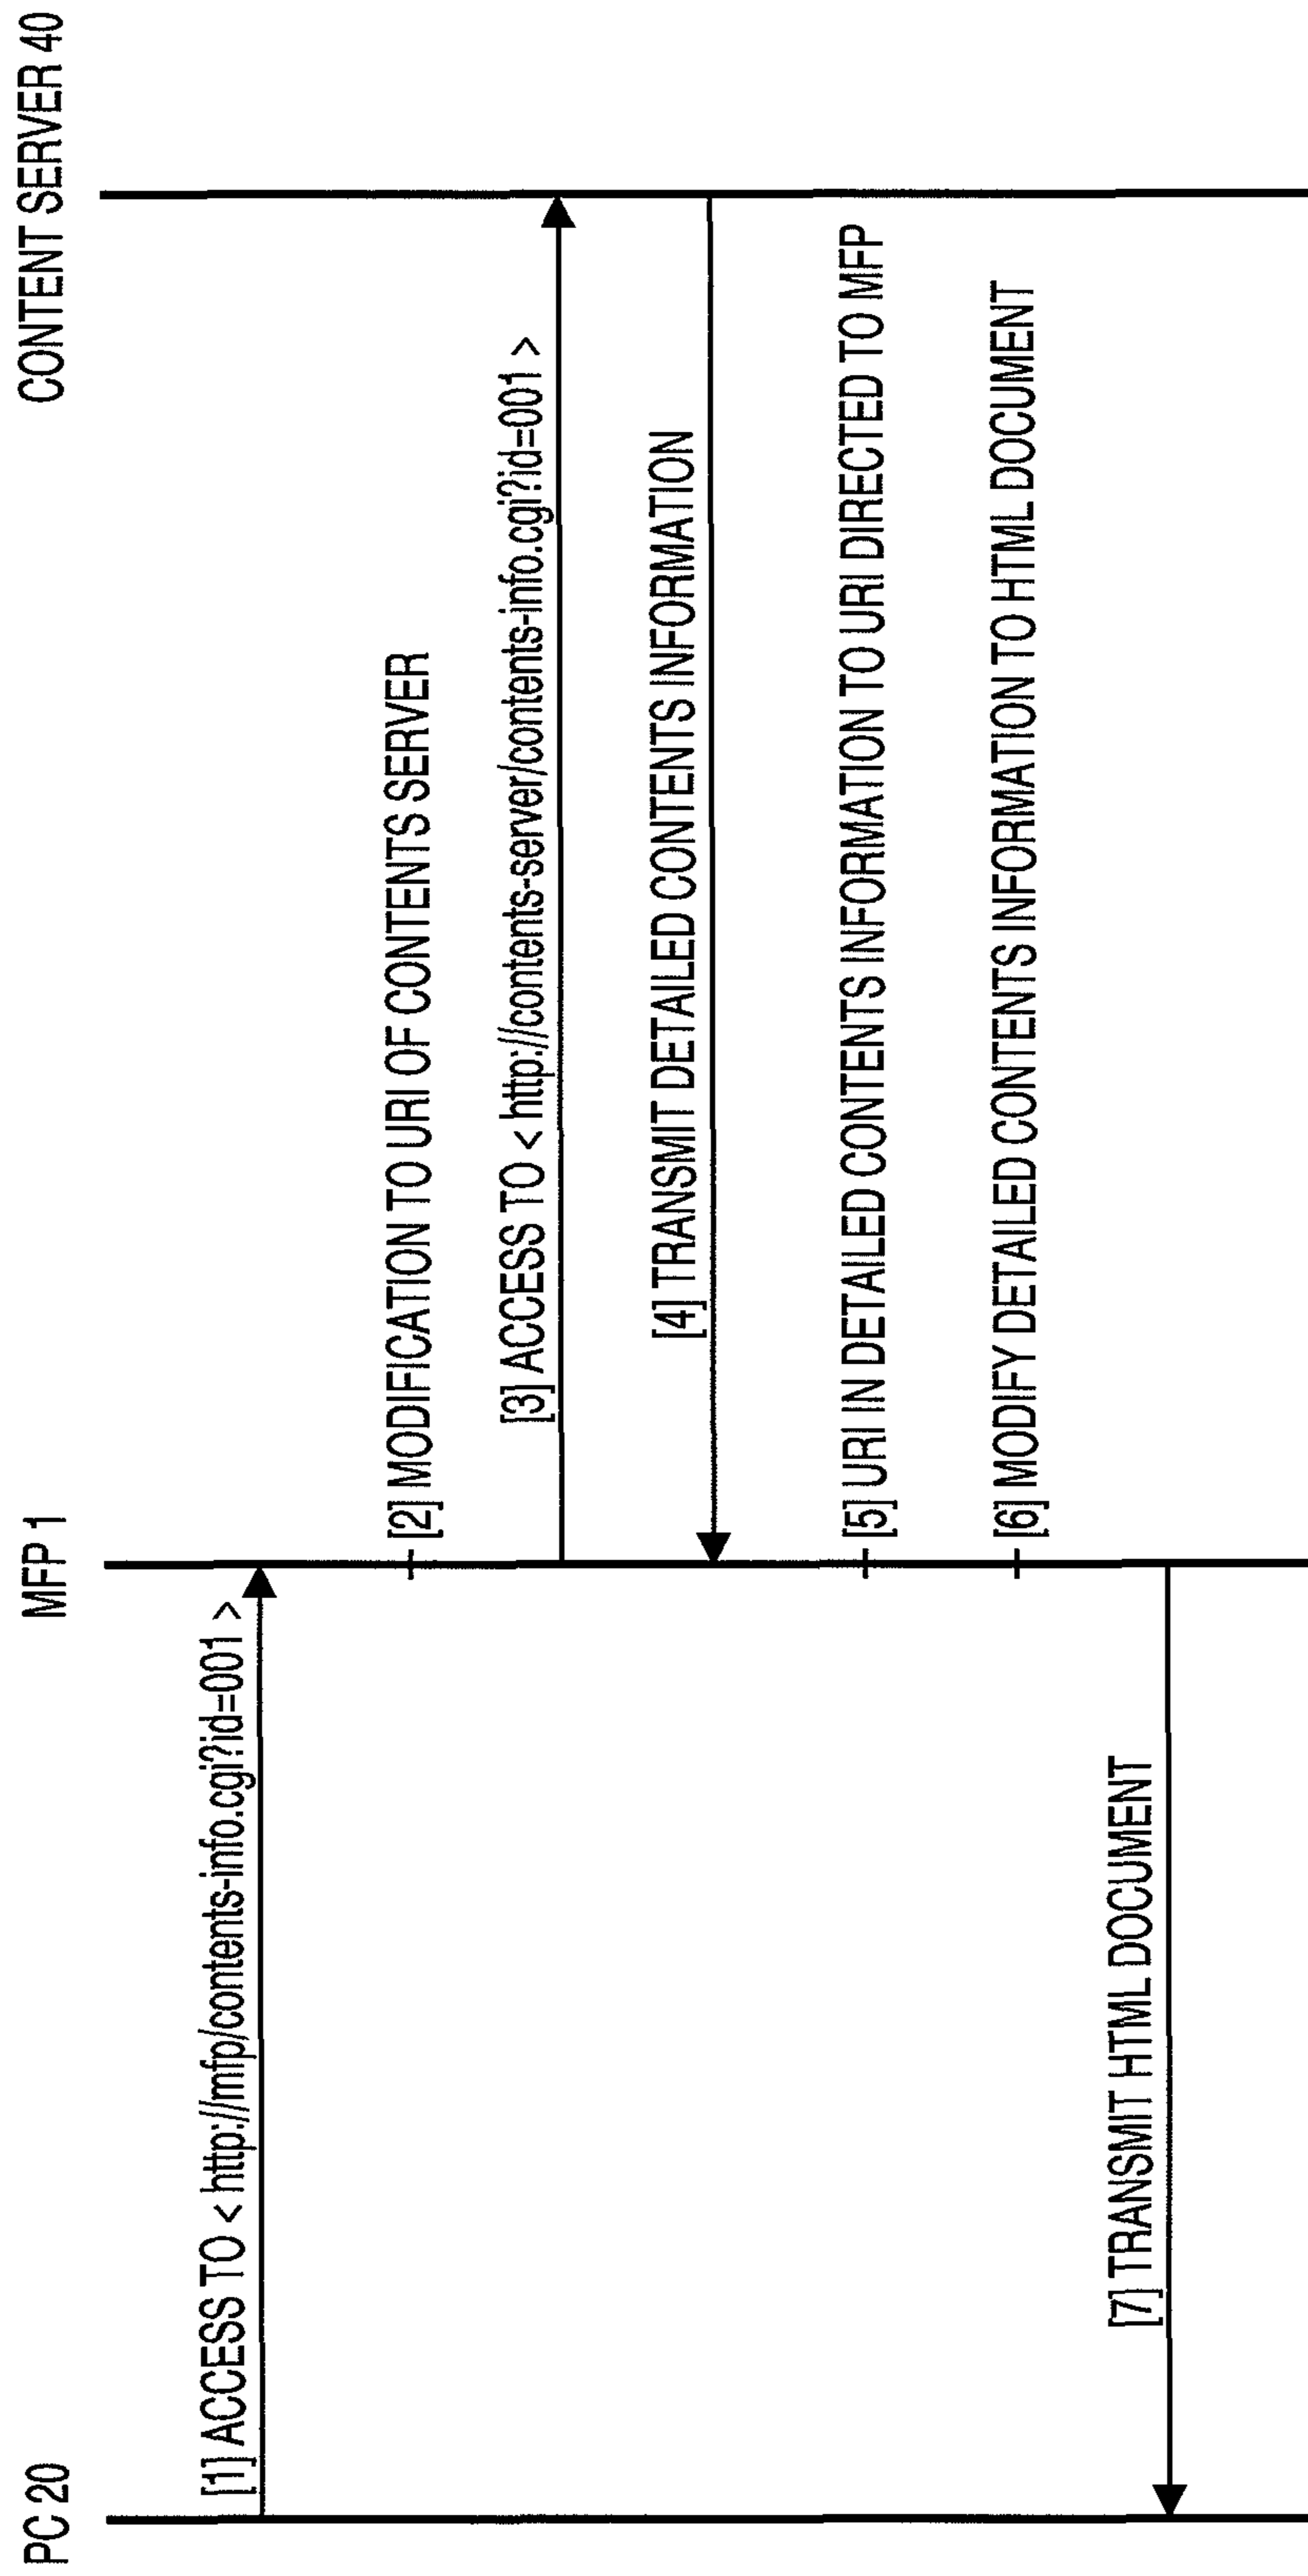 PC 20
MFP 1
CONTENT SERVER 40
[1] ACCESS TO < http://mfp/contents-info.cgi?id=001 >
[2] MODIFICATION TO URI OF CONTENTS SERVER
[3] ACCESS TO < http://contents-server/contents-info.cgi?id=001 >
[4] TRANSMIT DETAILED CONTENTS INFORMATION
[5] URI IN DETAILED CONTENTS INFORMATION TO URI DIRECTED TO MFP
[6] MODIFY DETAILED CONTENTS INFORMATION TO HTML DOCUMENT
[7] TRANSMIT HTML DOCUMENT